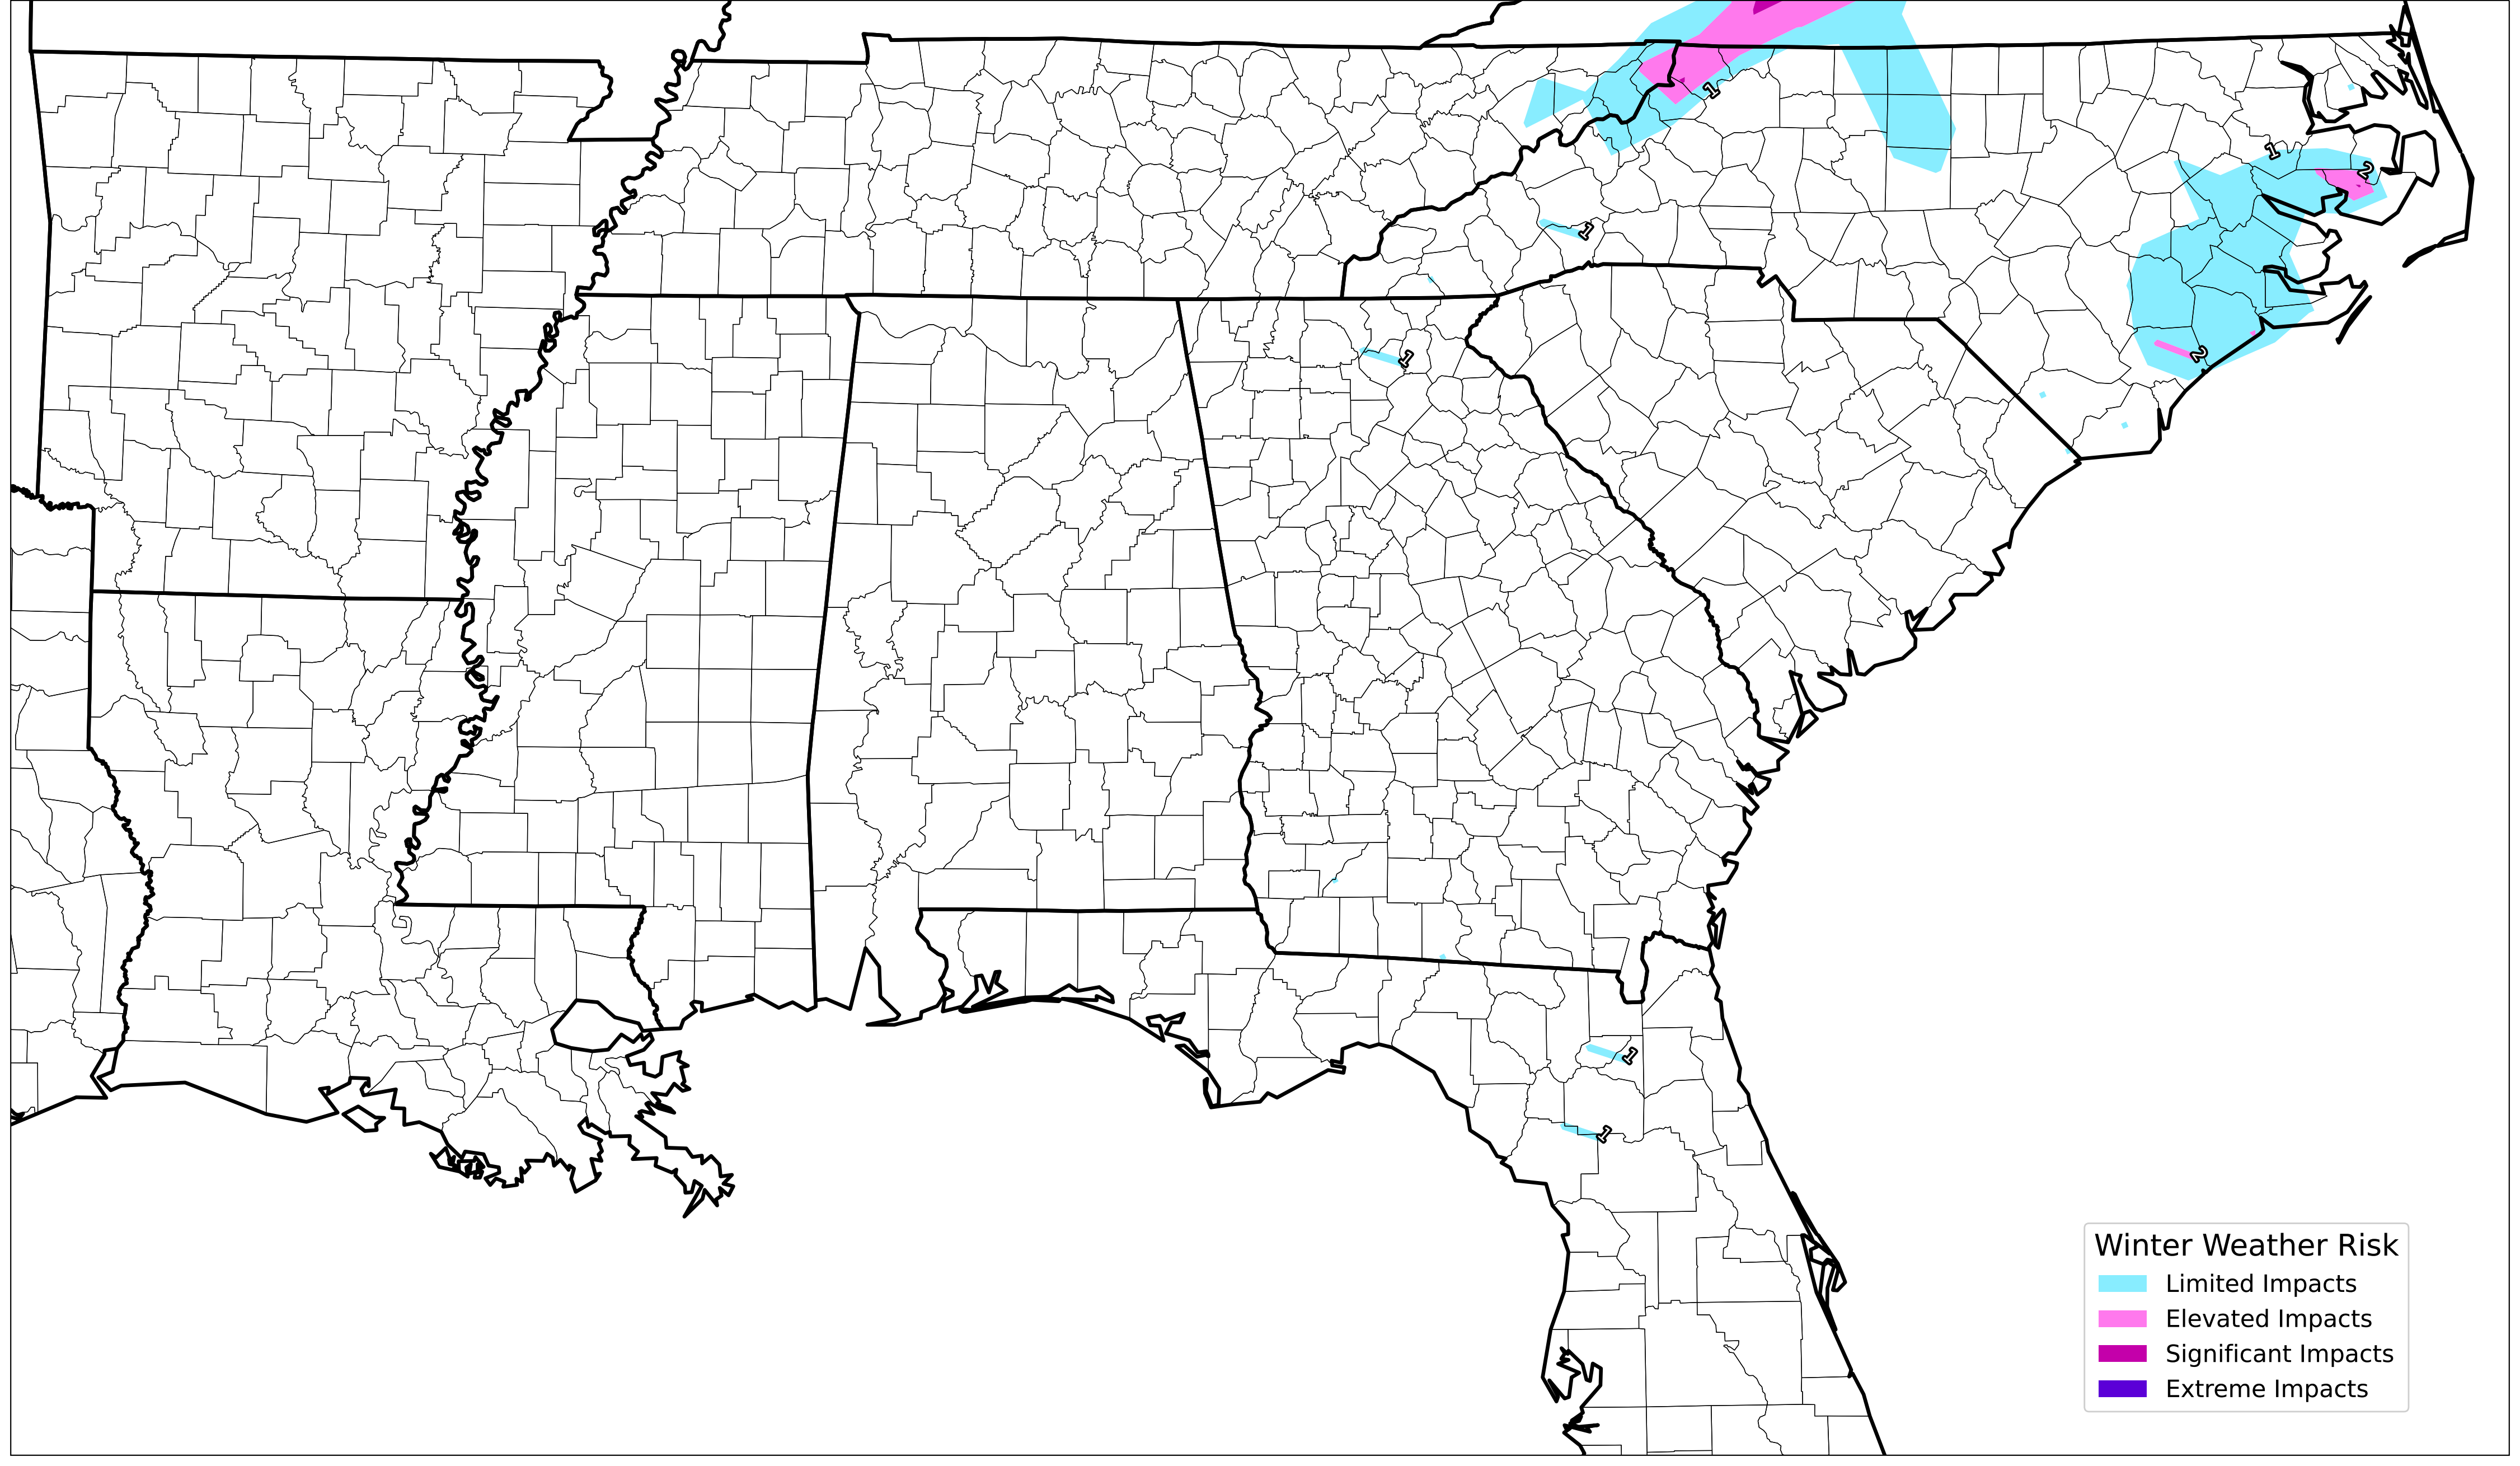 1
1
2
1
2
1
1
1
Winter Weather Risk
Limited Impacts
Elevated Impacts
Significant Impacts
Extreme Impacts